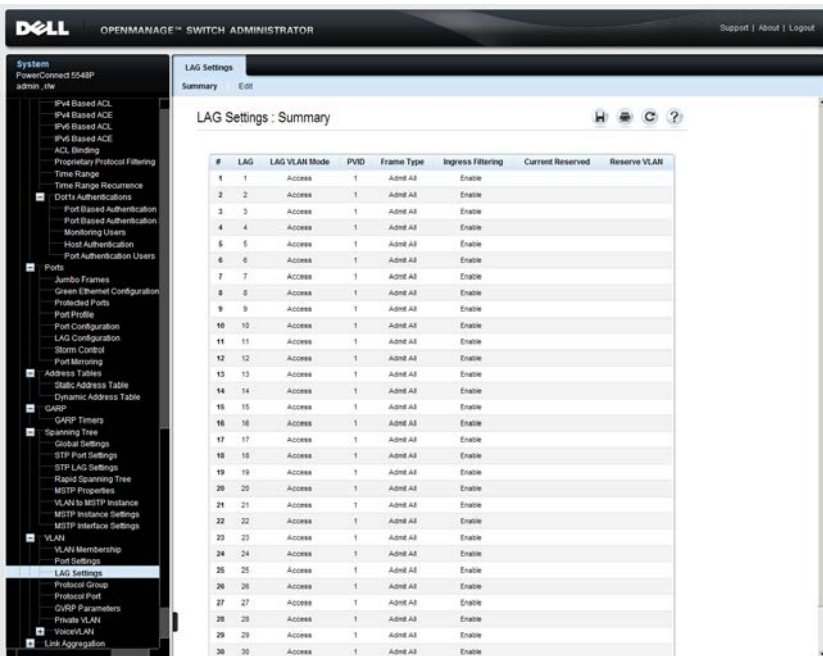 DELL OPENMANAGE™ SWITCH ADMINISTRATOR Support | About | Logout
System
PowerConnect 5548P
admin , r/w
IPv4 Based ACL
IPv4 Based ACE
IPv6 Based ACL
IPv6 Based ACE
ACL Binding
Proprietary Protocol Filtering
Time Range
Time Range Recurrence
Dot1x Authentications
Port Based Authentication
Port Based Authentication
Monitoring Users
Host Authentication
Port Authentication Users
Ports
Jumbo Frames
Green Ethernet Configuration
Protected Ports
Port Profile
Port Configuration
LAG Configuration
Storm Control
Port Mirroring
Address Tables
Static Address Table
Dynamic Address Table
GARP
GARP Timers
Spanning Tree
Global Settings
STP Port Settings
STP LAG Settings
Rapid Spanning Tree
MSTP Properties
VLAN to MSTP Instance
MSTP Instance Settings
MSTP Interface Settings
VLAN
VLAN Membership
Port Settings
LAG Settings
Protocol Group
Protocol Port
GVRP Parameters
Private VLAN
VoiceVLAN
Link Aggregation
LAG Settings
Summary Edit
LAG Settings : Summary
# LAG LAG VLAN Mode PVID Frame Type Ingress Filtering Current Reserved Reserve VLAN
1 1 Access 1 Admit All Enable
2 2 Access 1 Admit All Enable
3 3 Access 1 Admit All Enable
4 4 Access 1 Admit All Enable
5 5 Access 1 Admit All Enable
6 6 Access 1 Admit All Enable
7 7 Access 1 Admit All Enable
8 8 Access 1 Admit All Enable
9 9 Access 1 Admit All Enable
10 10 Access 1 Admit All Enable
11 11 Access 1 Admit All Enable
12 12 Access 1 Admit All Enable
13 13 Access 1 Admit All Enable
14 14 Access 1 Admit All Enable
15 15 Access 1 Admit All Enable
16 16 Access 1 Admit All Enable
17 17 Access 1 Admit All Enable
18 18 Access 1 Admit All Enable
19 19 Access 1 Admit All Enable
20 20 Access 1 Admit All Enable
21 21 Access 1 Admit All Enable
22 22 Access 1 Admit All Enable
23 23 Access 1 Admit All Enable
24 24 Access 1 Admit All Enable
25 25 Access 1 Admit All Enable
26 26 Access 1 Admit All Enable
27 27 Access 1 Admit All Enable
28 28 Access 1 Admit All Enable
29 29 Access 1 Admit All Enable
30 30 Access 1 Admit All Enable